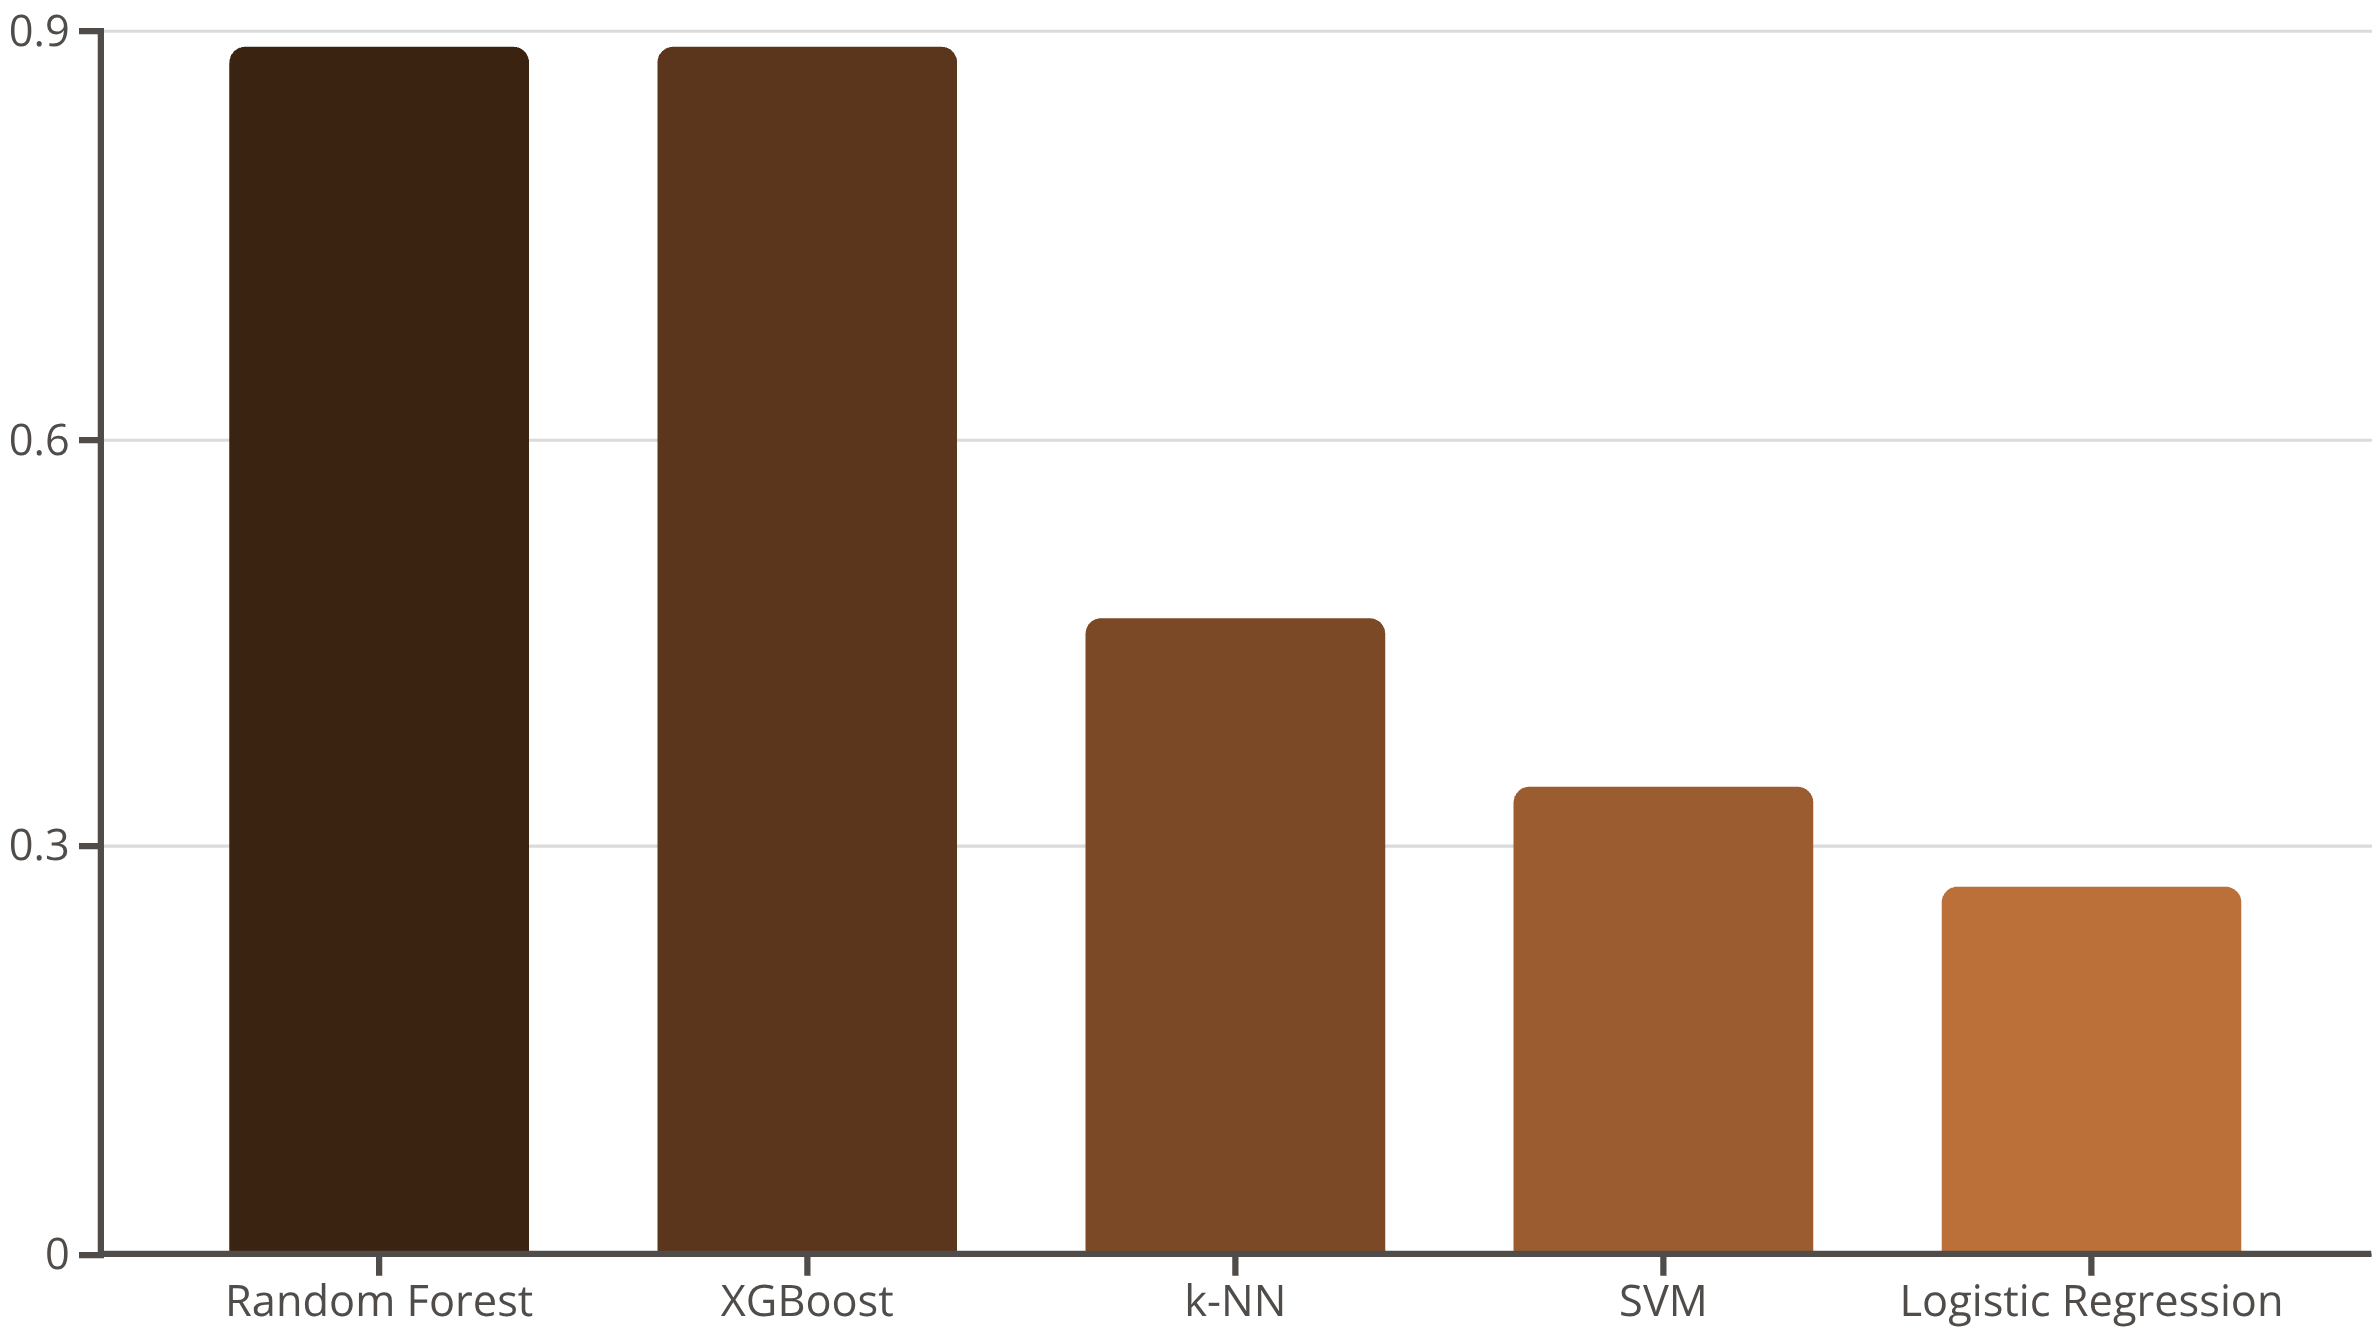 0.9
0.6
0.3
0
Random Forest
XGBoost
k-NN
SVM
Logistic Regression